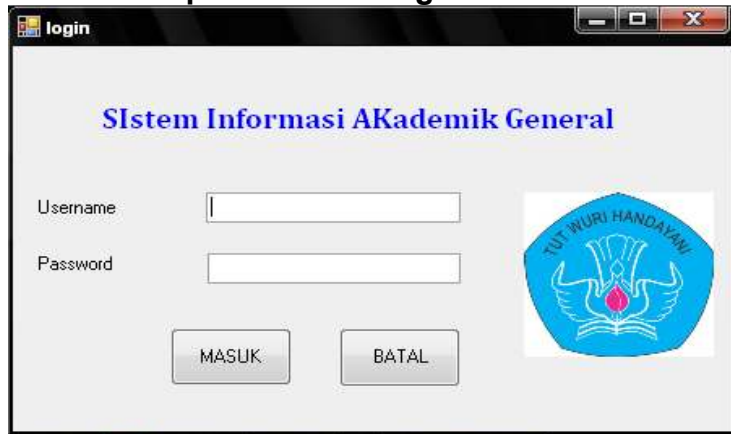 login
SIstem Informasi AKademik General
Username
Password
TUT WURI HANDAYANI
MASUK
BATAL